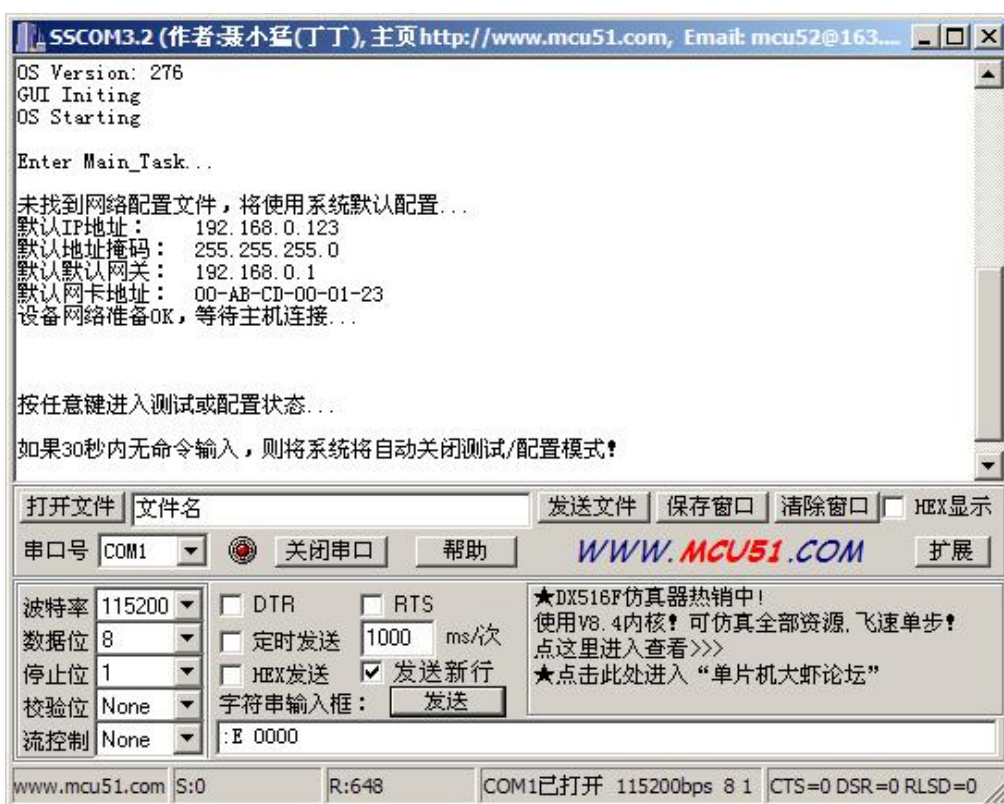 SSCOM3.2 (作者:聂小猛(丁丁), 主页http://www.mcu51.com, Email: mcu52@163....
OS Version: 276
GUI Initing
OS Starting
Enter Main_Task...
未找到网络配置文件，将使用系统默认配置...
默认IP地址： 192.168.0.123
默认地址掩码： 255.255.255.0
默认默认网关： 192.168.0.1
默认网卡地址： 00-AB-CD-00-01-23
设备网络准备OK，等待主机连接...
按任意键进入测试或配置状态...
如果30秒内无命令输入，则将系统将自动关闭测试/配置模式！
打开文件 文件名 发送文件 保存窗口 清除窗口 HEX显示
串口号 COM1 关闭串口 帮助 WWW.MCU51.COM 扩展
波特率 115200 DTR RTS
数据位 8 定时发送 1000 ms/次
停止位 1 HEX发送 发送新行
校验位 None 字符串输入框： 发送
流控制 None :E 0000
★DX516F仿真器热销中!
使用V8.4内核！可仿真全部资源,飞速单步！
点这里进入查看>>>
★点击此处进入“单片机大虾论坛”
www.mcu51.com S:0 R:648 COM1已打开 115200bps 8 1 CTS=0 DSR=0 RLSD=0